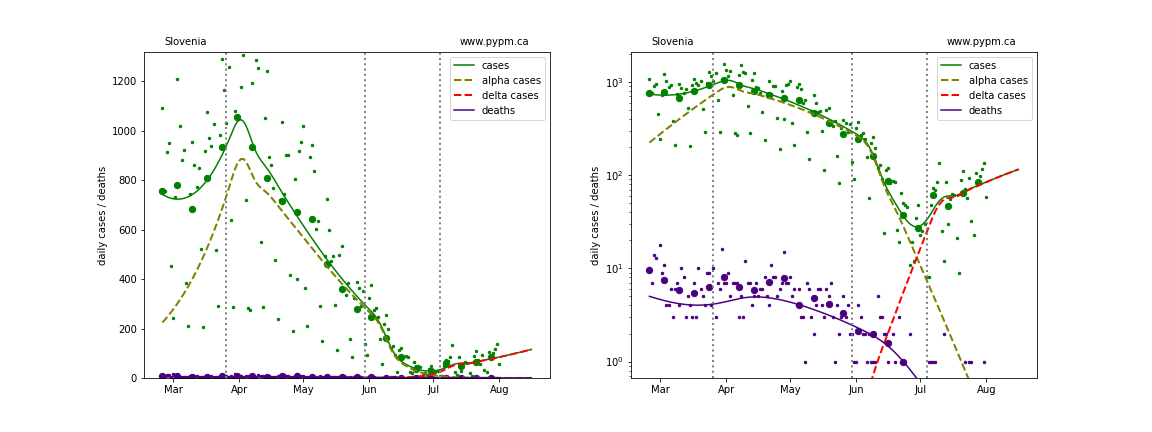 Slovenia
www.pypm.ca
cases
alpha cases
delta cases
deaths
daily cases / deaths
1200
1000
800
600
400
200
0
Mar
Apr
May
Jun
Jul
Aug
Slovenia
www.pypm.ca
cases
alpha cases
delta cases
deaths
daily cases / deaths
10³
10²
10¹
10⁰
Mar
Apr
May
Jun
Jul
Aug